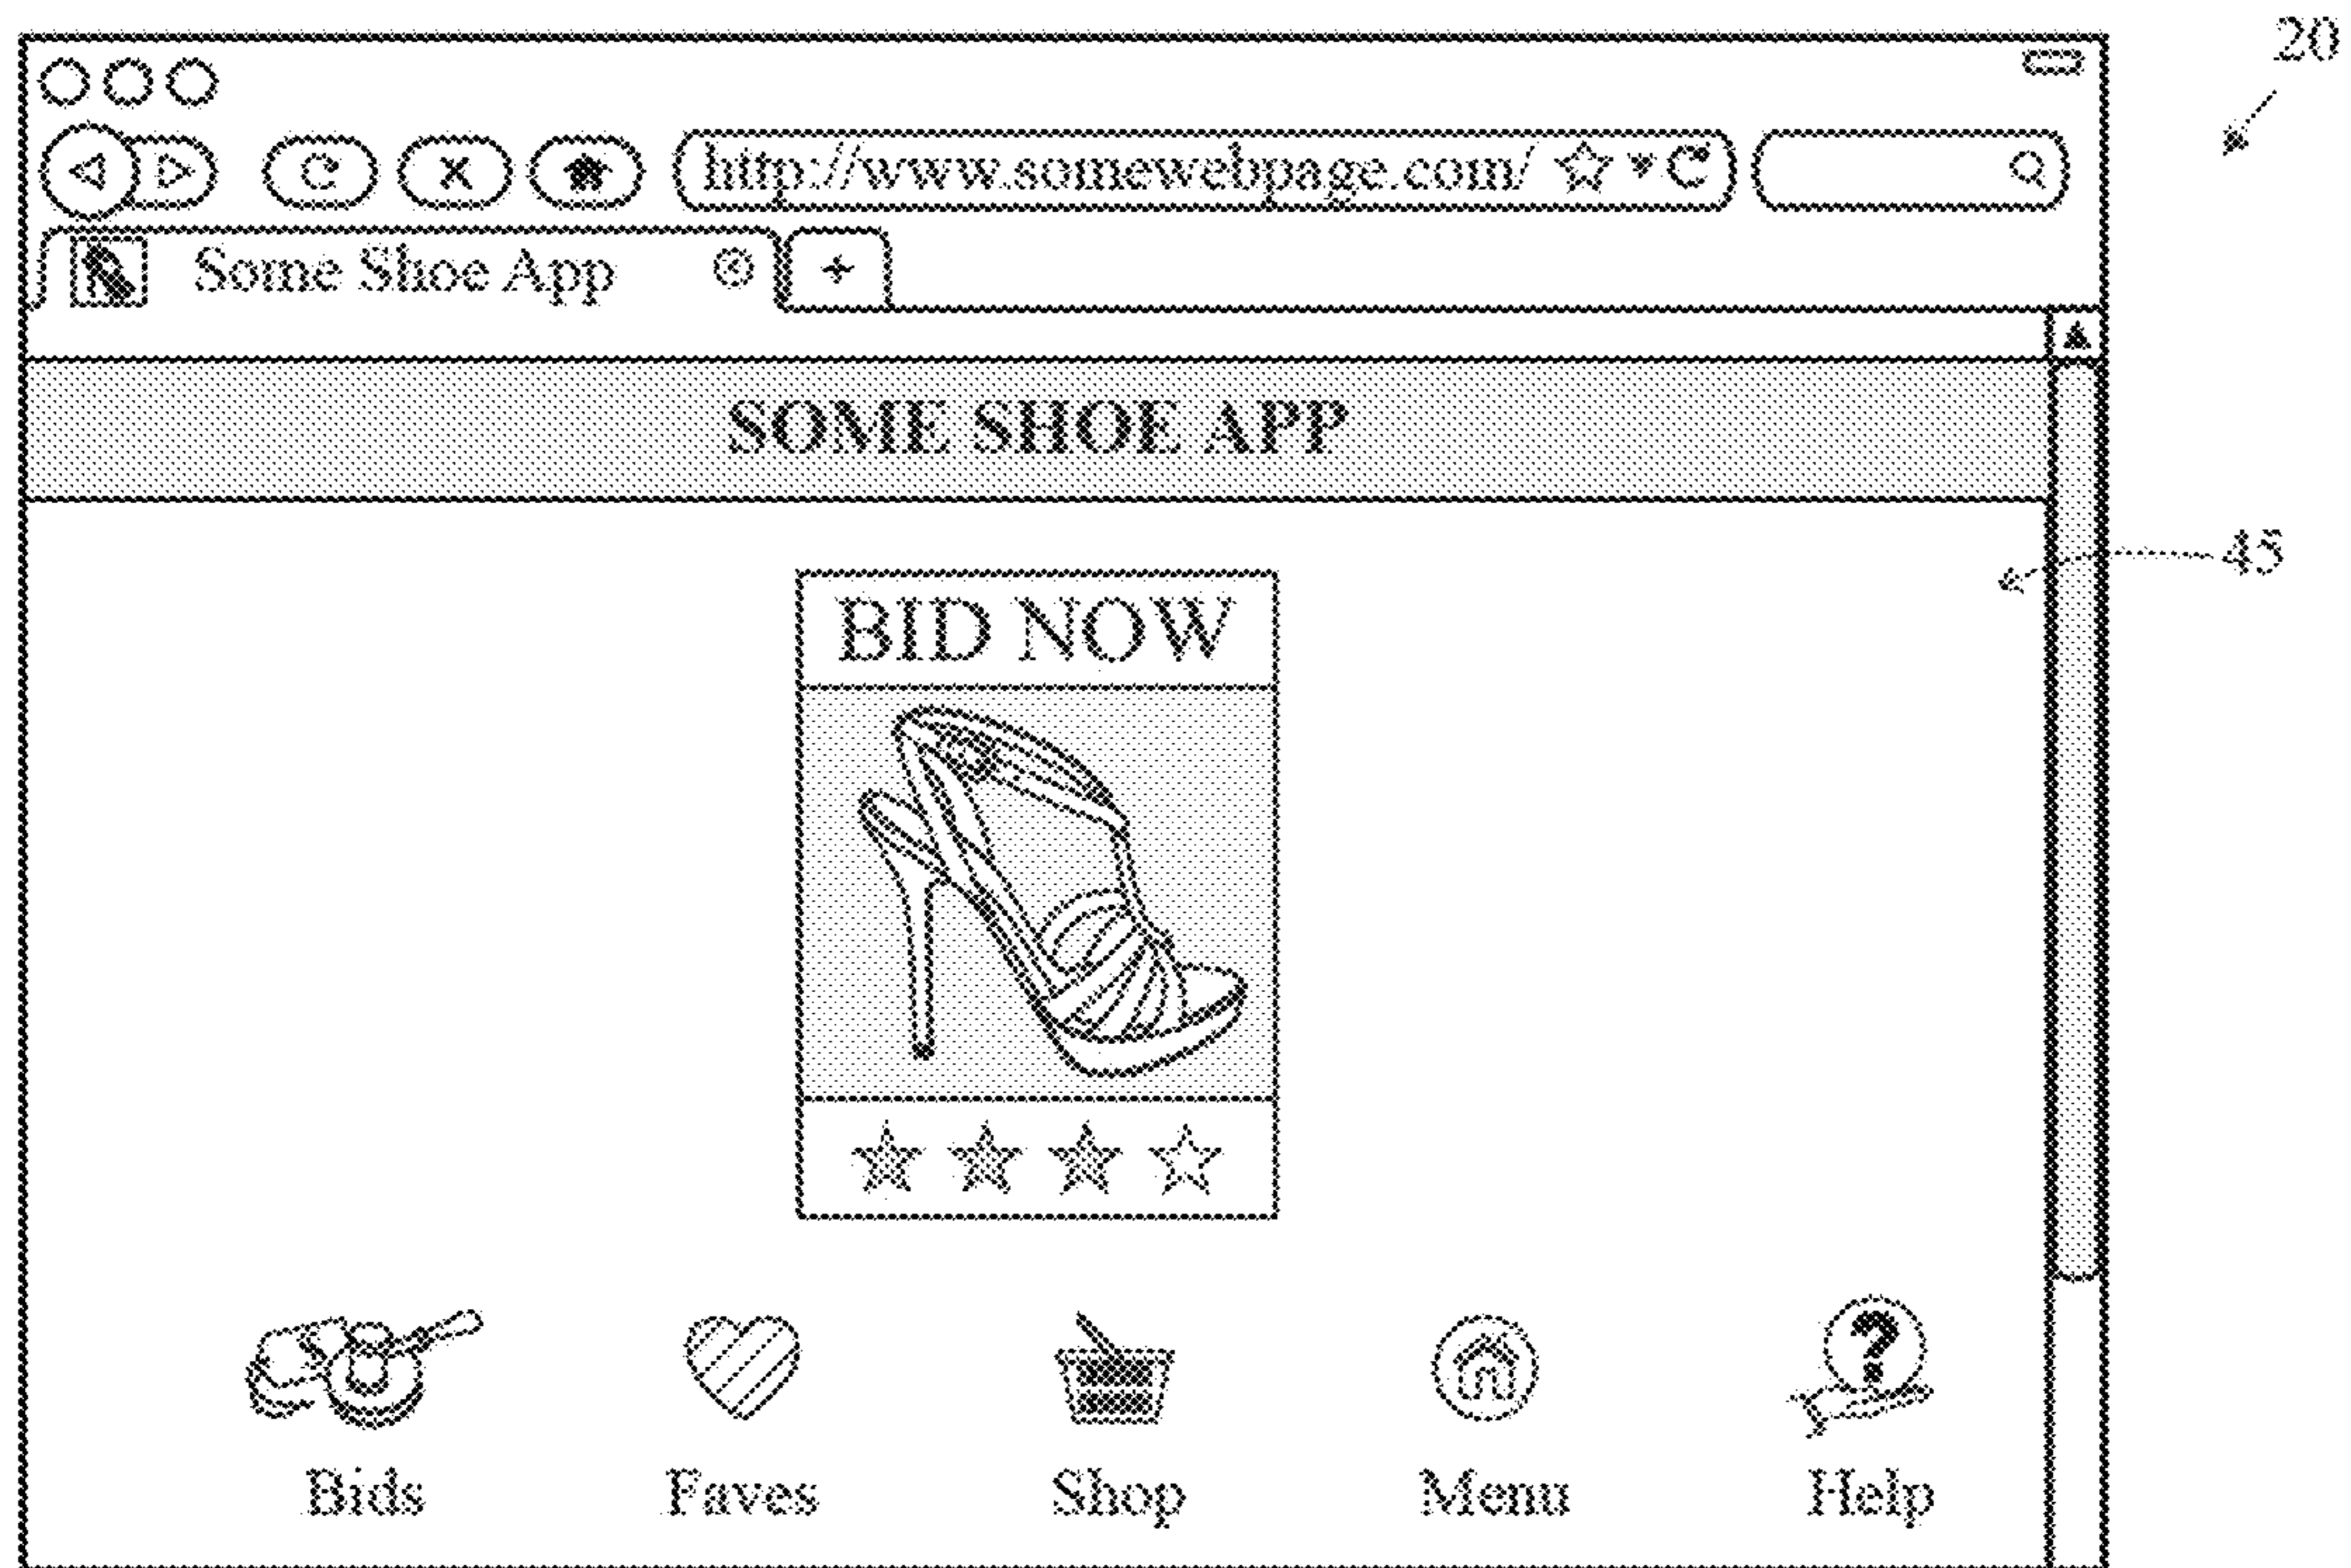 20
http://www.somewebpage.com/
Some Shoe App
+
SOME SHOE APP
45
BID NOW
Bids Faves Shop Menu Help